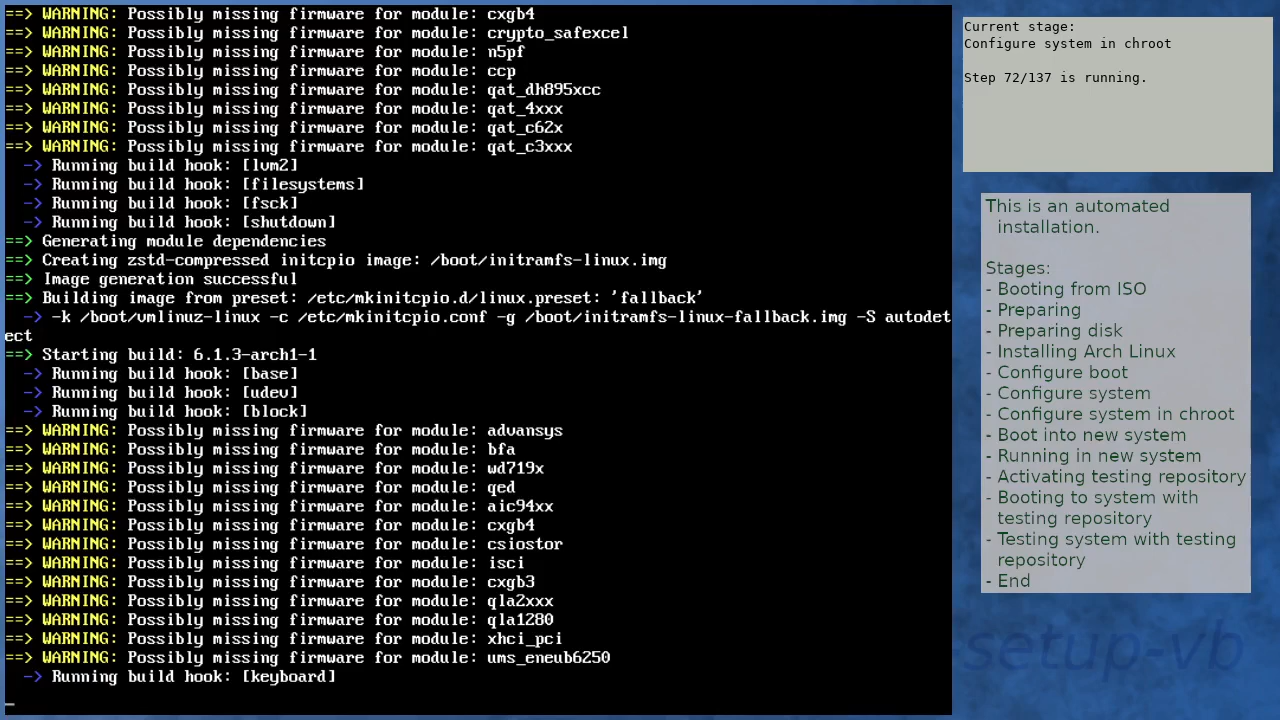 ==> WARNING: Possibly missing firmware for module: cxgb4
==> WARNING: Possibly missing firmware for module: crypto_safexcel
==> WARNING: Possibly missing firmware for module: n5pf
==> WARNING: Possibly missing firmware for module: ccp
==> WARNING: Possibly missing firmware for module: qat_dh895xcc
==> WARNING: Possibly missing firmware for module: qat_4xxx
==> WARNING: Possibly missing firmware for module: qat_c62x
==> WARNING: Possibly missing firmware for module: qat_c3xxx
  -> Running build hook: [lvm2]
  -> Running build hook: [filesystems]
  -> Running build hook: [fsck]
  -> Running build hook: [shutdown]
==> Generating module dependencies
==> Creating zstd-compressed initcpio image: /boot/initramfs-linux.img
==> Image generation successful
==> Building image from preset: /etc/mkinitcpio.d/linux.preset: 'fallback'
  -> -k /boot/vmlinuz-linux -c /etc/mkinitcpio.conf -g /boot/initramfs-linux-fallback.img -S autodet
ect
==> Starting build: 6.1.3-arch1-1
  -> Running build hook: [base]
  -> Running build hook: [udev]
  -> Running build hook: [block]
==> WARNING: Possibly missing firmware for module: advansys
==> WARNING: Possibly missing firmware for module: bfa
==> WARNING: Possibly missing firmware for module: wd719x
==> WARNING: Possibly missing firmware for module: qed
==> WARNING: Possibly missing firmware for module: aic94xx
==> WARNING: Possibly missing firmware for module: cxgb4
==> WARNING: Possibly missing firmware for module: csiostor
==> WARNING: Possibly missing firmware for module: isci
==> WARNING: Possibly missing firmware for module: cxgb3
==> WARNING: Possibly missing firmware for module: qla2xxx
==> WARNING: Possibly missing firmware for module: qla1280
==> WARNING: Possibly missing firmware for module: xhci_pci
==> WARNING: Possibly missing firmware for module: ums_eneub6250
  -> Running build hook: [keyboard]
_
Current stage:
Configure system in chroot
Step 72/137 is running.
This is an automated
installation.
Stages:
- Booting from ISO
- Preparing
- Preparing disk
- Installing Arch Linux
- Configure boot
- Configure system
- Configure system in chroot
- Boot into new system
- Running in new system
- Activating testing repository
- Booting to system with
testing repository
- Testing system with testing
repository
- End
-setup-vb